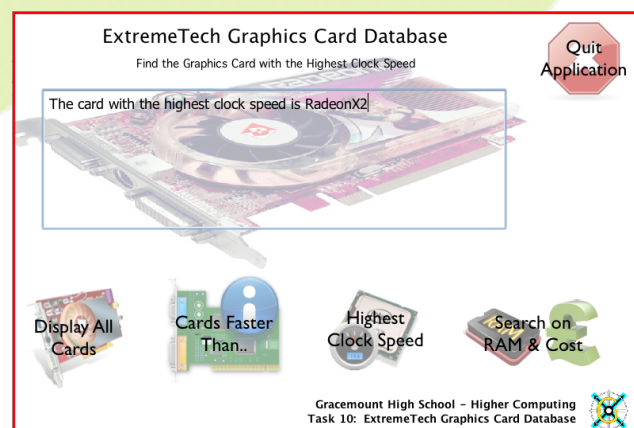 ExtremeTech Graphics Card Database
Find the Graphics Card with the Highest Clock Speed
Quit
Application
The card with the highest clock speed is RadeonX2
Display All
Cards
Cards Faster
Than..
Highest
Clock Speed
Search on
RAM & Cost
Gracemount High School – Higher Computing
Task 10: ExtremeTech Graphics Card Database